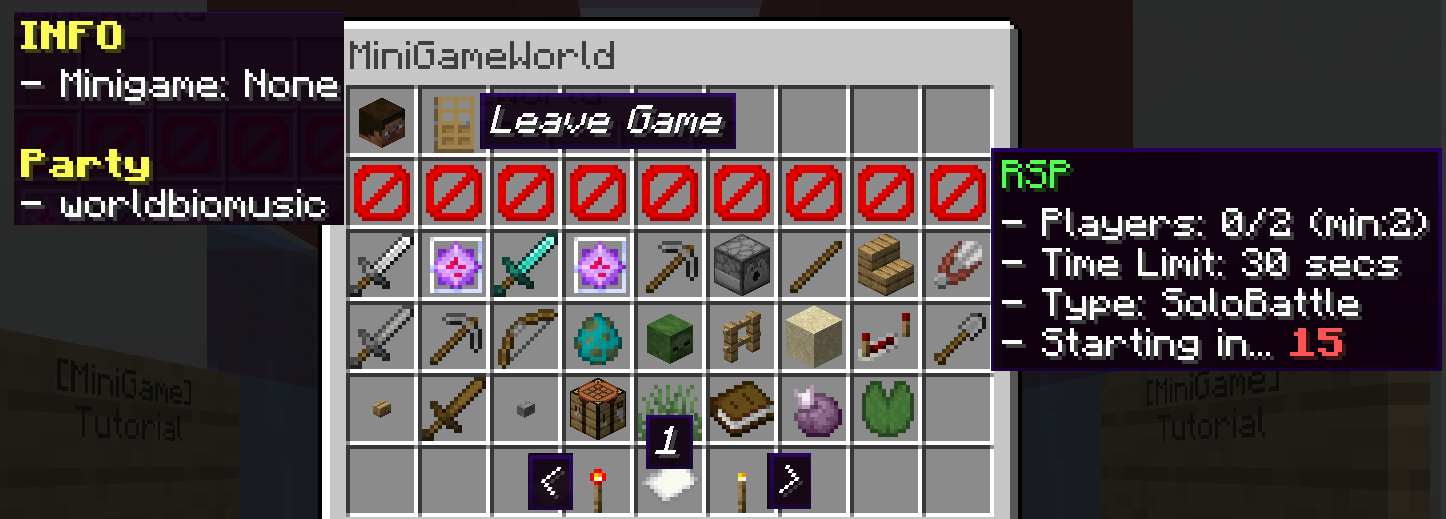 INFO
- Minigame: None
Party
- worldbiomusic
MiniGameWorld
Leave Game
RSP
- Players: 0/2 (min:2)
- Time Limit: 30 secs
- Type: SoloBattle
- Starting in... 15
[MiniGame]
Tutorial
[MiniGame]
Tutorial
1
<
>